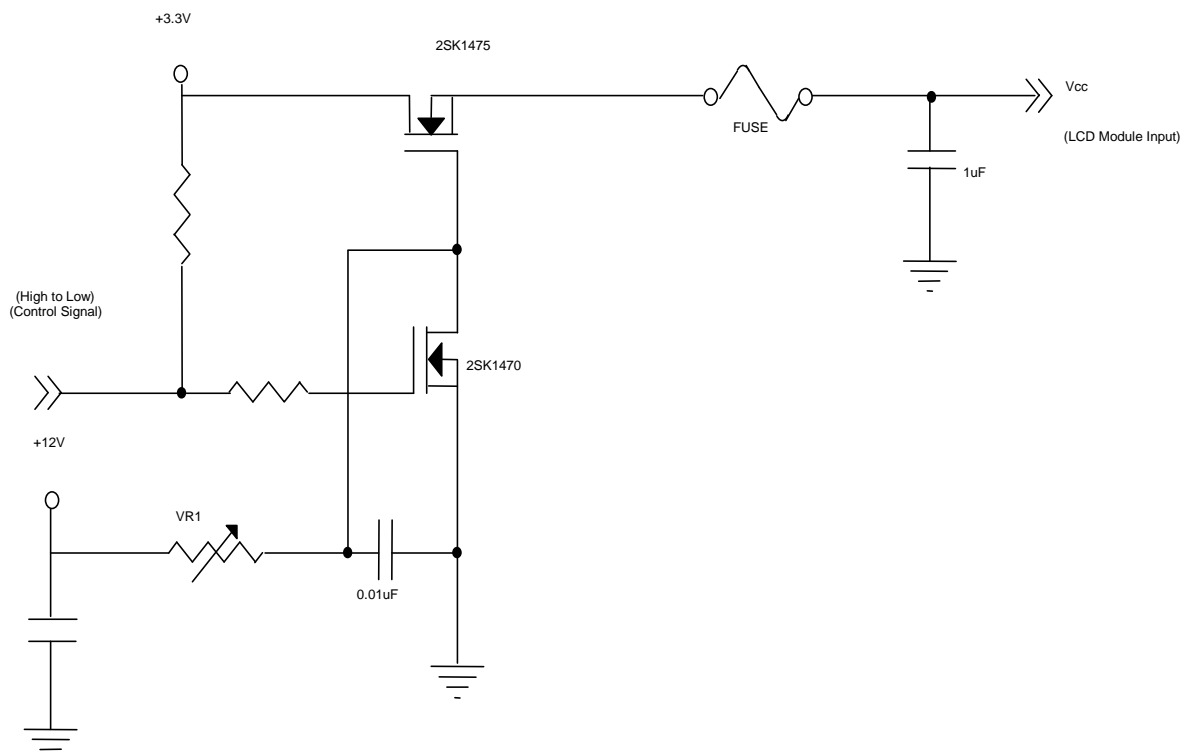 +3.3V
2SK1475
Vcc
FUSE
(LCD Module Input)
1uF
(High to Low)
(Control Signal)
2SK1470
+12V
VR1
0.01uF